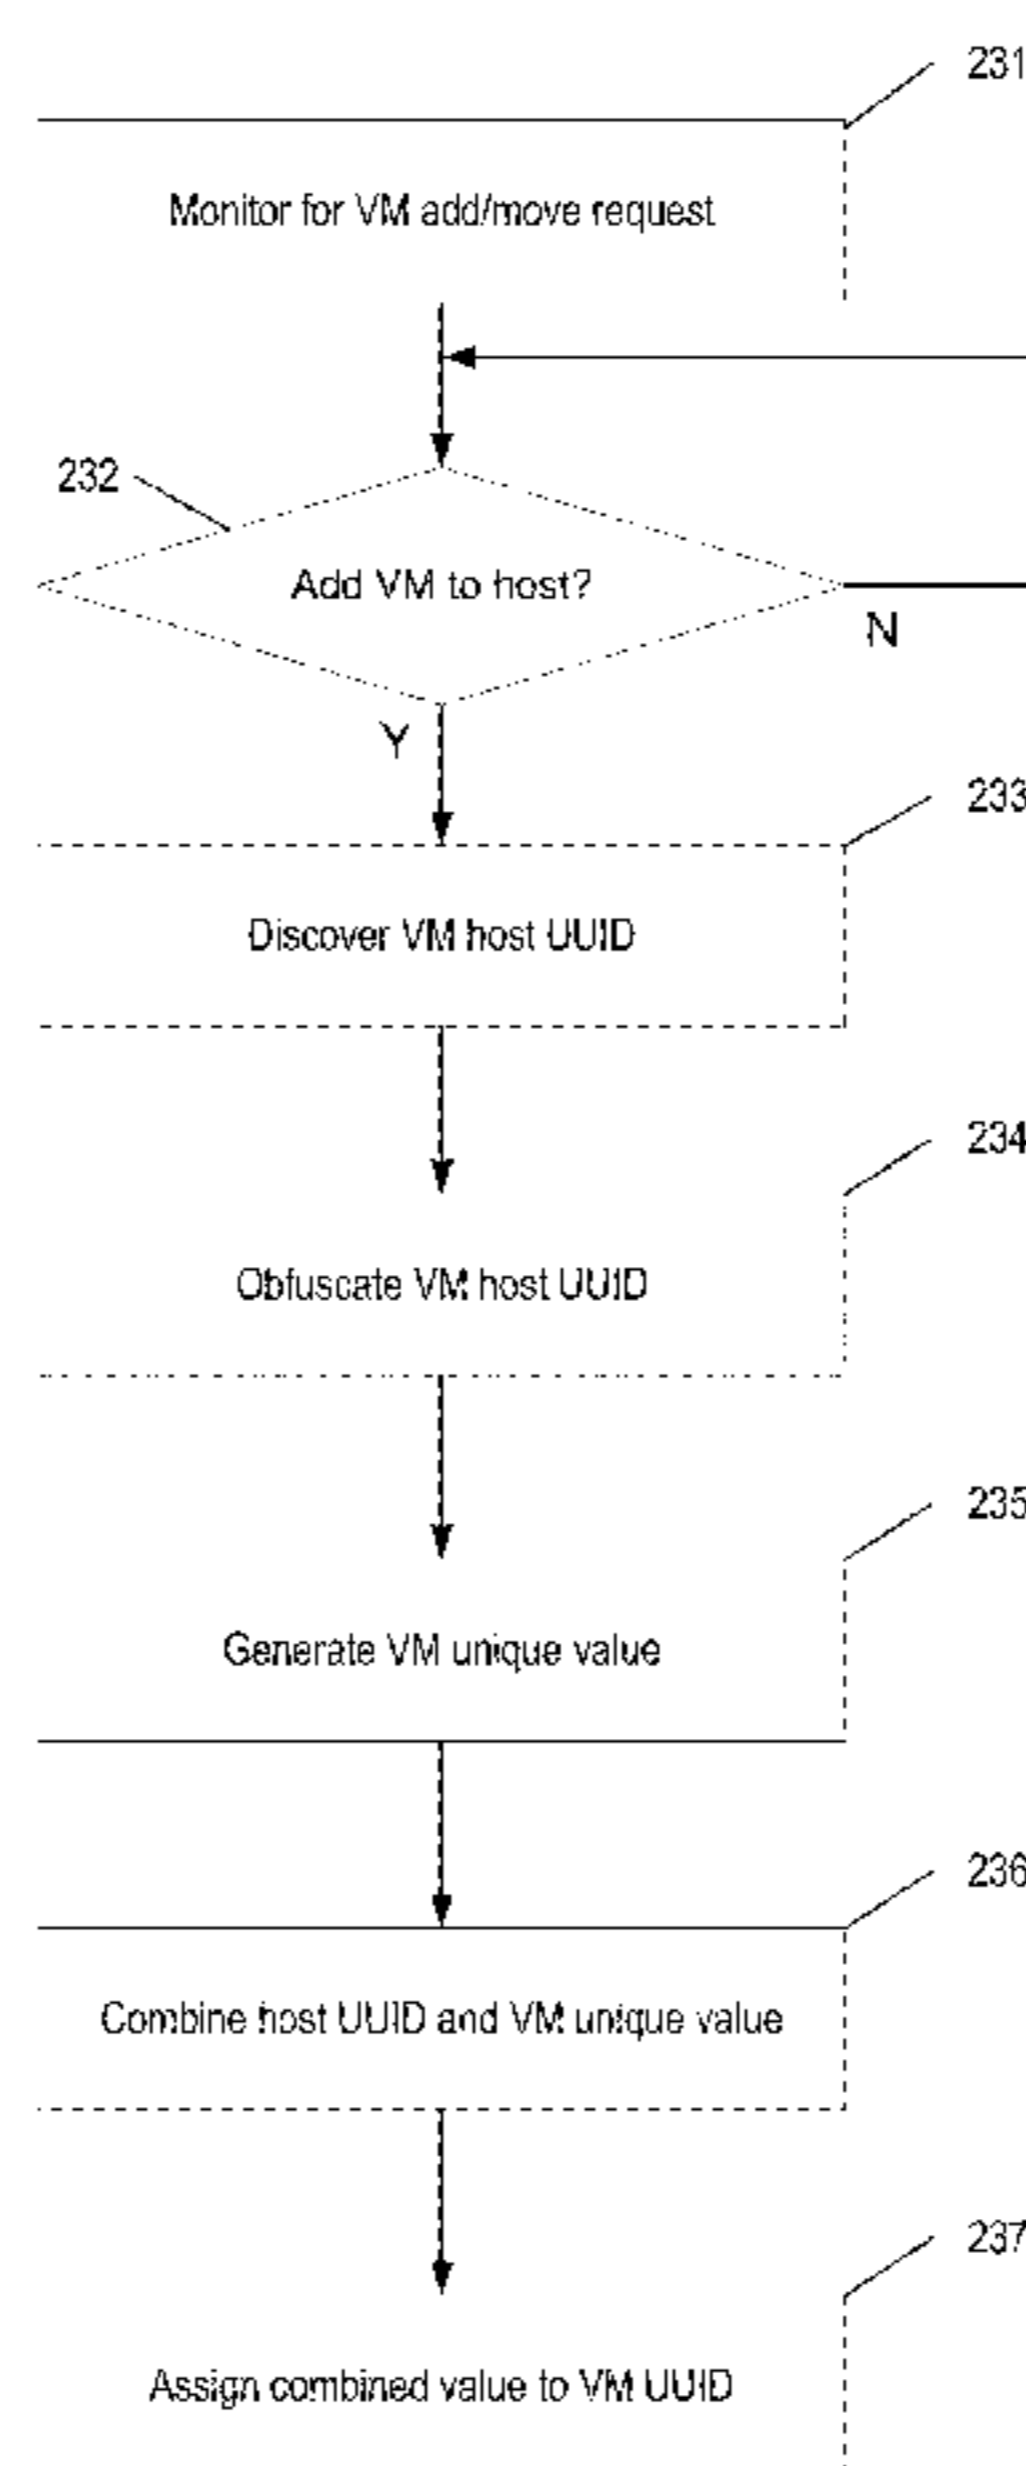 231
Monitor for VM add/move request
232
Add VM to host?
N
Y
233
Discover VM host UUID
234
Obfuscate VM host UUID
235
Generate VM unique value
236
Combine host UUID and VM unique value
237
Assign combined value to VM UUID